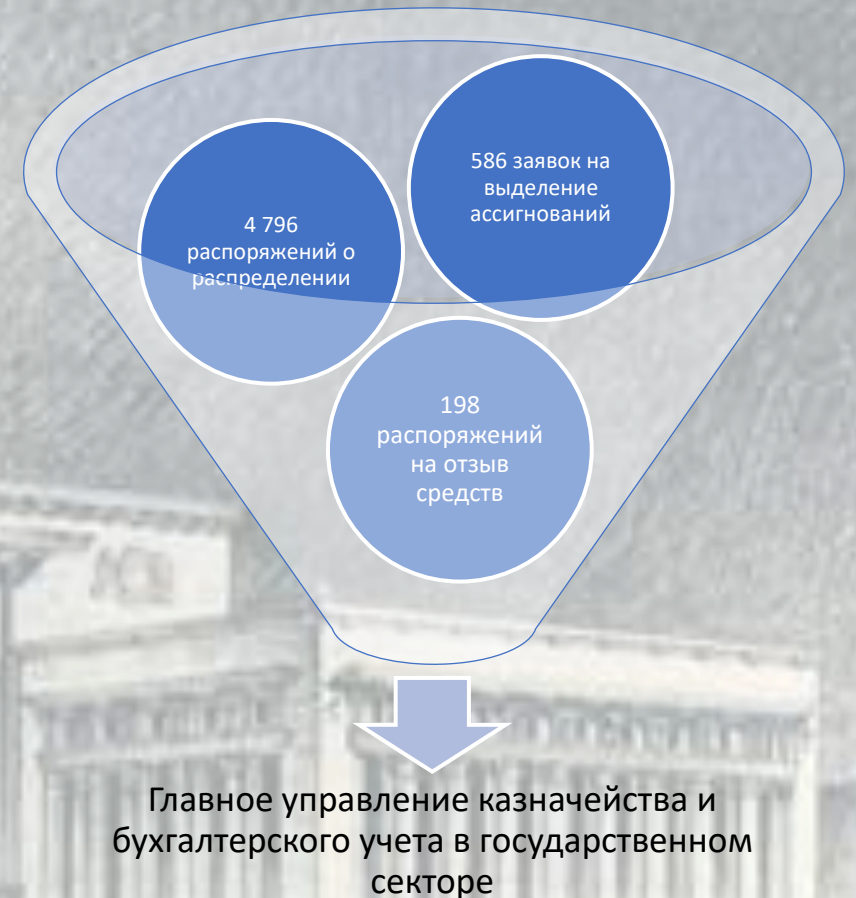 4 796
распоряжений о
распределении
586 заявок на
выделение
ассигнований
198
распоряжений
на отзыв
средств
Главное управление казначейства и
бухгалтерского учета в государственном
секторе